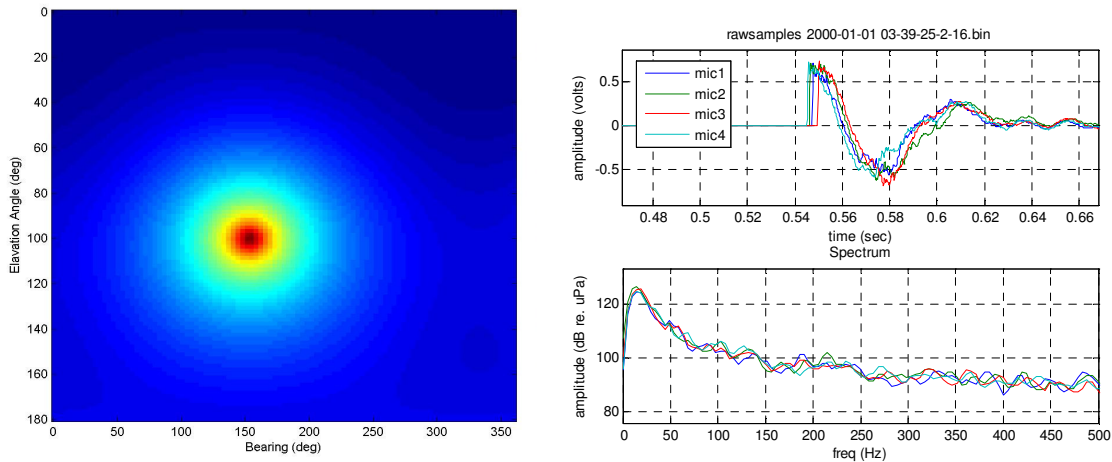 0
20
40
60
80
100
120
140
160
180
Elavation Angle (deg)
0 50 100 150 200 250 300 350
Bearing (deg)
rawsamples 2000-01-01 03-39-25-2-16.bin
mic1
mic2
mic3
mic4
0.5
0
-0.5
amplitude (volts)
0.48 0.5 0.52 0.54 0.56 0.58 0.6 0.62 0.64 0.66
time (sec)
Spectrum
120
100
80
amplitude (dB re. uPa)
0 50 100 150 200 250 300 350 400 450 500
freq (Hz)